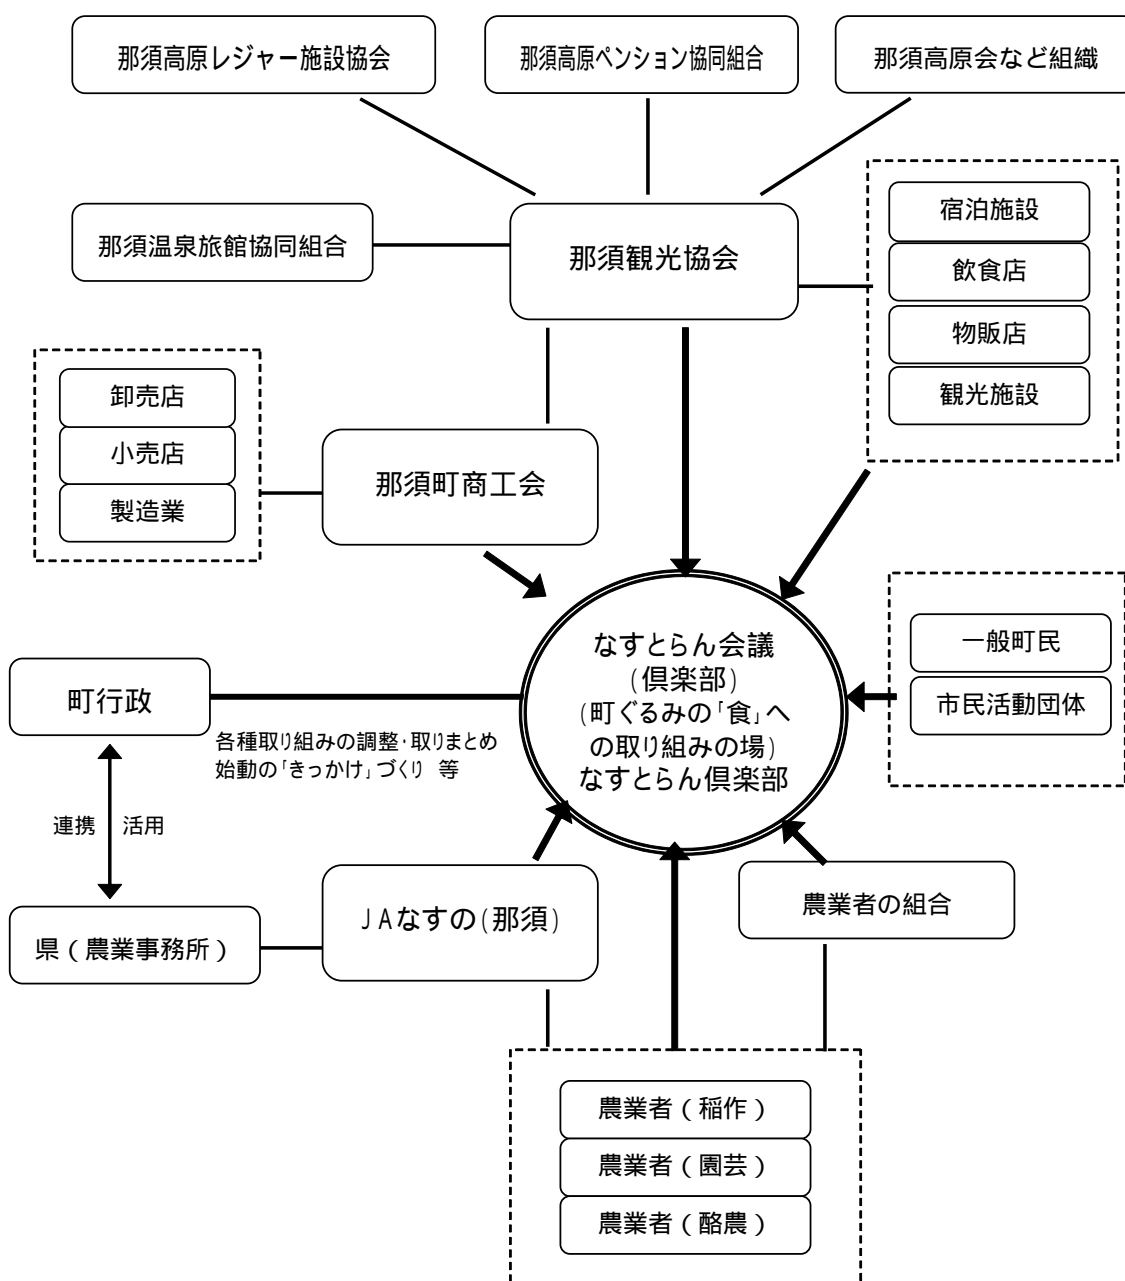 那須高原レジャー施設協会
那須高原ペンション協同組合
那須高原会など組織
那須温泉旅館協同組合
那須観光協会
宿泊施設
飲食店
物販店
観光施設
卸売店
小売店
製造業
那須町商工会
なすとらん会議
(倶楽部)
(町ぐるみの「食」へ
の取り組みの場)
なすとらん倶楽部
一般町民
市民活動団体
町行政
各種取り組みの調整・取りまとめ
始動の「きっかけ」づくり 等
連携 活用
JAなすの(那須)
農業者の組合
県(農業事務所)
農業者(稲作)
農業者(園芸)
農業者(酪農)